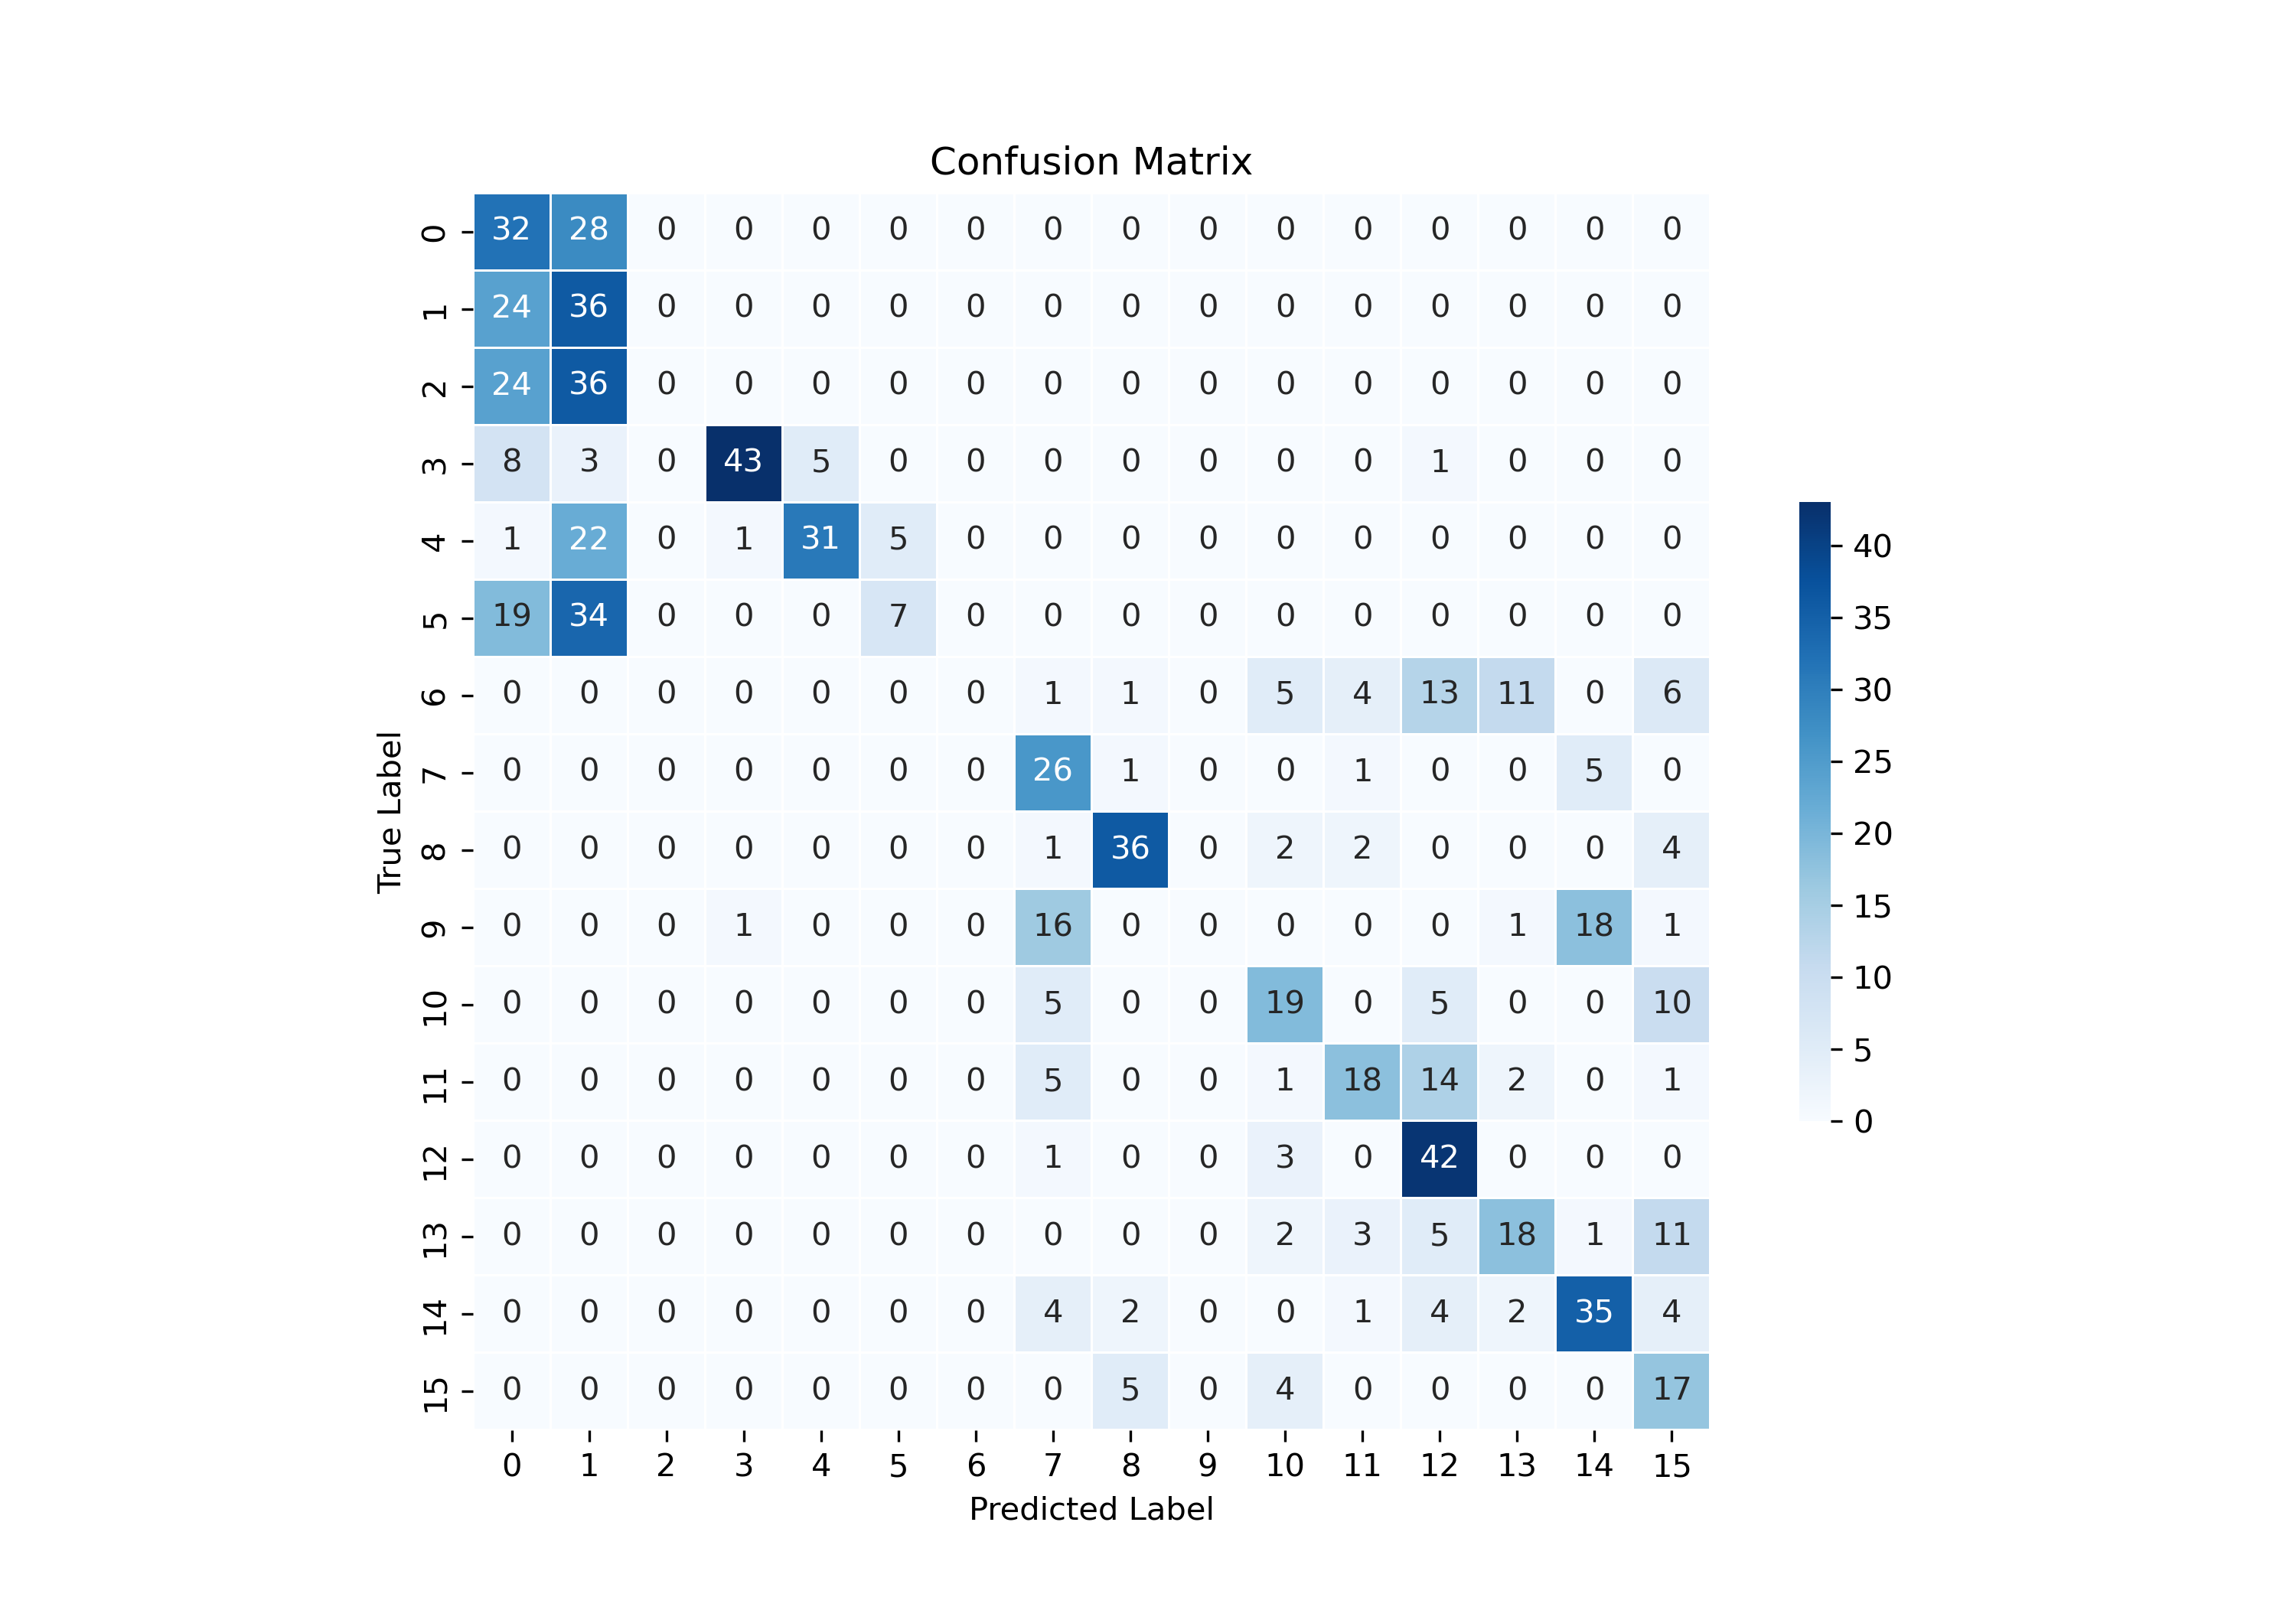 Confusion Matrix
0 32 28 0 0 0 0 0 0 0 0 0 0 0 0 0 0
1 24 36 0 0 0 0 0 0 0 0 0 0 0 0 0 0
2 24 36 0 0 0 0 0 0 0 0 0 0 0 0 0 0
3 8 3 0 43 5 0 0 0 0 0 0 0 1 0 0 0
4 1 22 0 1 31 5 0 0 0 0 0 0 0 0 0 0
5 19 34 0 0 0 7 0 0 0 0 0 0 0 0 0 0
6 0 0 0 0 0 0 0 1 1 0 5 4 13 11 0 6
7 0 0 0 0 0 0 0 26 1 0 0 1 0 0 5 0
8 0 0 0 0 0 0 0 1 36 0 2 2 0 0 0 4
9 0 0 0 1 0 0 0 16 0 0 0 0 0 1 18 1
10 0 0 0 0 0 0 0 5 0 0 19 0 5 0 0 10
11 0 0 0 0 0 0 0 5 0 0 1 18 14 2 0 1
12 0 0 0 0 0 0 0 1 0 0 3 0 42 0 0 0
13 0 0 0 0 0 0 0 0 0 0 2 3 5 18 1 11
14 0 0 0 0 0 0 0 4 2 0 0 1 4 2 35 4
15 0 0 0 0 0 0 0 0 5 0 4 0 0 0 0 17
0 1 2 3 4 5 6 7 8 9 10 11 12 13 14 15
Predicted Label
True Label
40
35
30
25
20
15
10
5
0